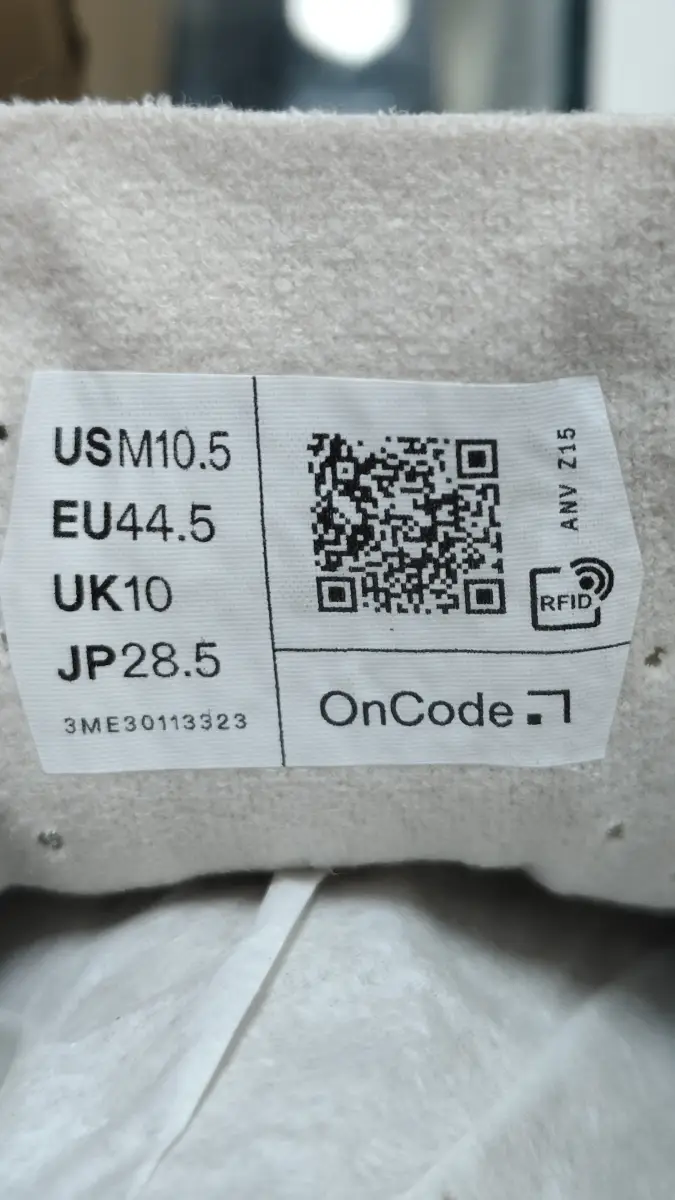 USM10.5
EU44.5
UK10
JP28.5
3ME30113323
ANV Z15
RFID
OnCode